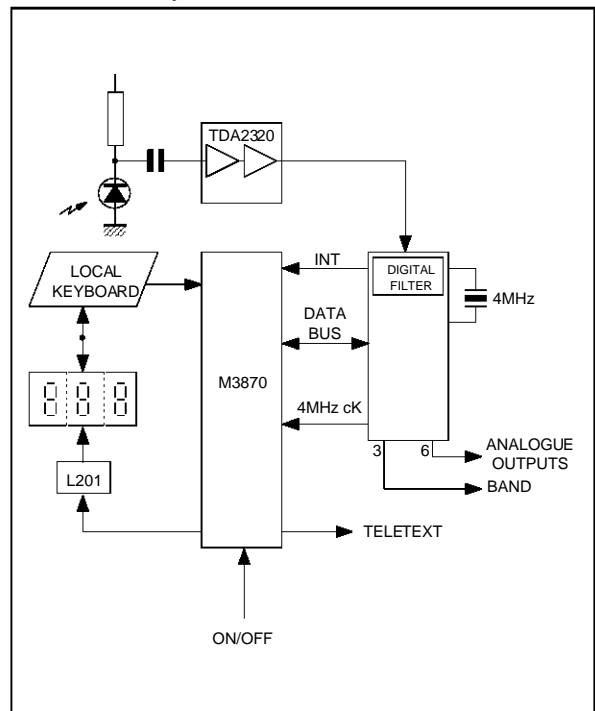 TDA2320
LOCAL
KEYBOARD
INT
DIGITAL
FILTER
4MHz
DATA
BUS
M3870
4MHz cK
3
6
ANALOGUE
OUTPUTS
BAND
L201
TELETEXT
ON/OFF